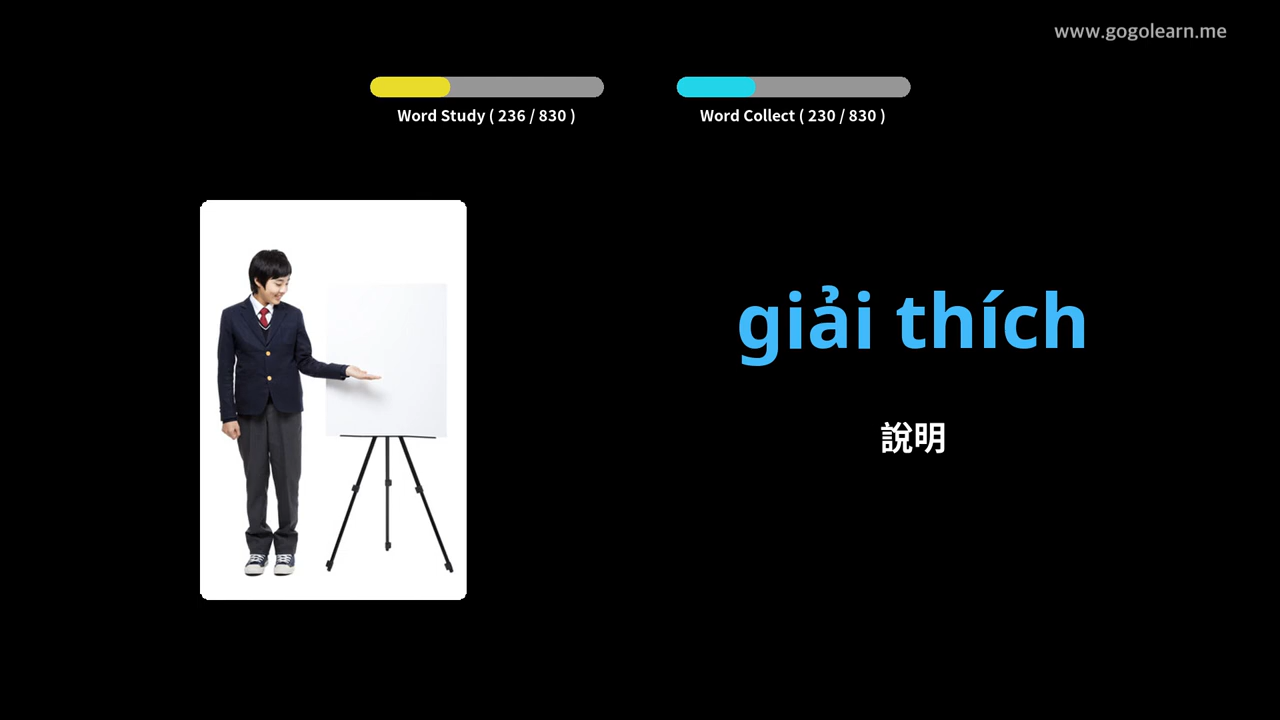 www.gogolearn.me
Word Study ( 236 / 830 )
Word Collect ( 230 / 830 )
giải thích
說明